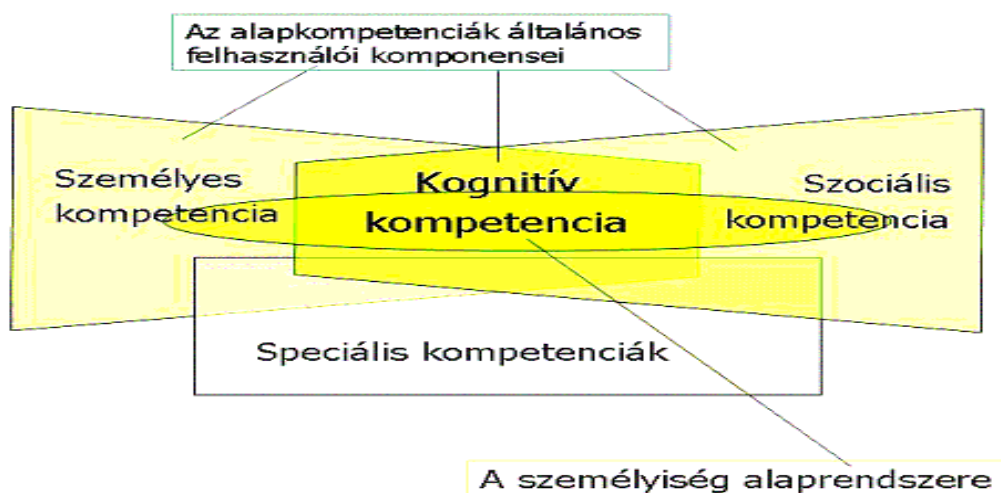 Az alapkompetenciák általános
felhasználói komponensei
Személyes
kompetencia
Kognitív
kompetencia
Szociális
kompetencia
Speciális kompetenciák
A személyiség alaprendszere